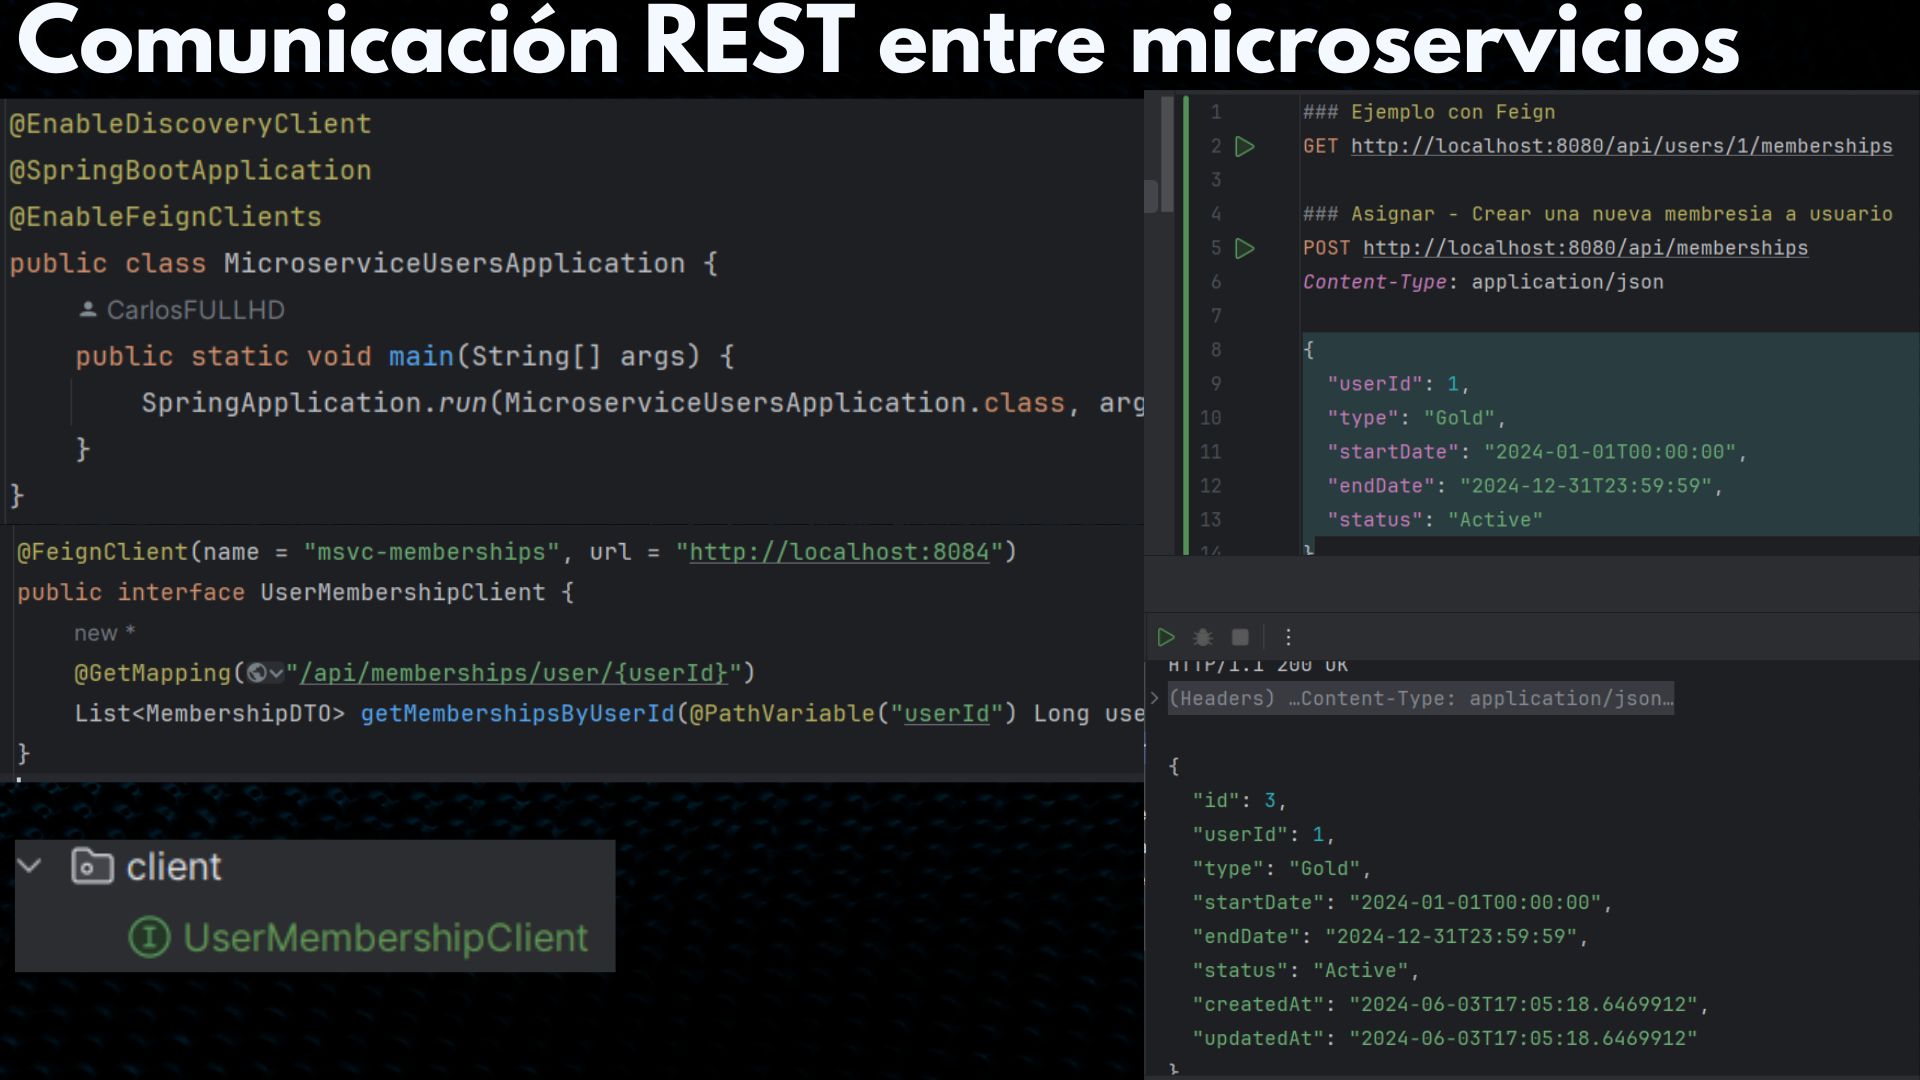 Comunicación REST entre microservicios
@EnableDiscoveryClient
@SpringBootApplication
@EnableFeignClients
public class MicroserviceUsersApplication {
CarlosFULLHD
public static void main(String[] args) {
SpringApplication.run(MicroserviceUsersApplication.class, arg
}
}
@FeignClient(name = "msvc-memberships", url = "http://localhost:8084")
public interface UserMembershipClient {
new *
@GetMapping("/api/memberships/user/{userId}")
List<MembershipDTO> getMembershipsByUserId(@PathVariable("userId") Long use
}
client
UserMembershipClient
1 ### Ejemplo con Feign
2 GET http://localhost:8080/api/users/1/memberships
3
4 ### Asignar - Crear una nueva membresia a usuario
5 POST http://localhost:8080/api/memberships
6 Content-Type: application/json
7
8 {
9 "userId": 1,
10 "type": "Gold",
11 "startDate": "2024-01-01T00:00:00",
12 "endDate": "2024-12-31T23:59:59",
13 "status": "Active"
14 }
HTTP/1.1 200 OK
(Headers) …Content-Type: application/json…
{
"id": 3,
"userId": 1,
"type": "Gold",
"startDate": "2024-01-01T00:00:00",
"endDate": "2024-12-31T23:59:59",
"status": "Active",
"createdAt": "2024-06-03T17:05:18.6469912",
"updatedAt": "2024-06-03T17:05:18.6469912"
}